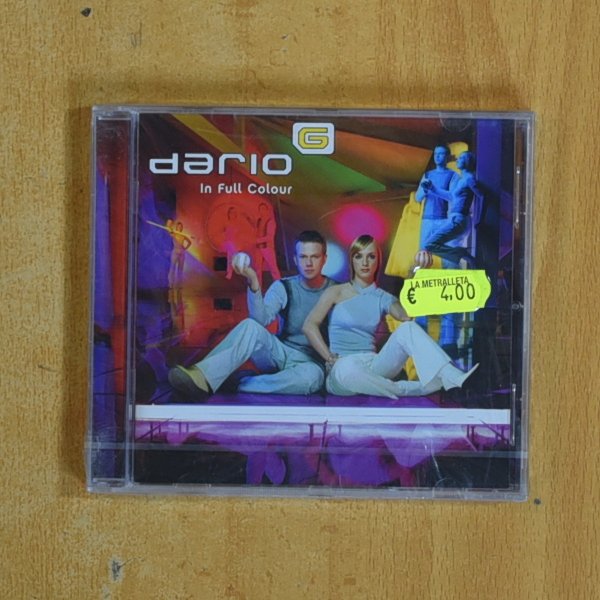 dario G
In Full Colour
LA METRALLETA
€ 4,00